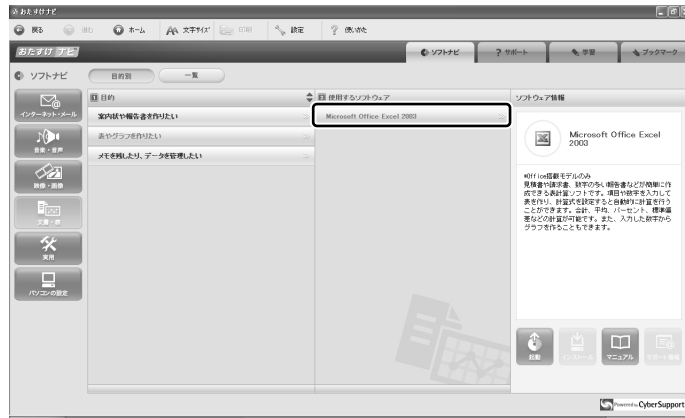 おたすけナビ
戻る 進む ホーム 文字サイズ 印刷 設定 使いかた
おたすけナビ
ソフトナビ サポート 学習 ブックマーク
ソフトナビ 目的別 一覧
目的 使用するソフトウェア ソフトウェア情報
インターネット・メール
音楽・音声
映像・画像
文書・表
実用
パソコンの設定
案内状や報告書を作りたい
表やグラフを作りたい
メモを残したり、データを管理したい
Microsoft Office Excel 2003
Microsoft Office Excel
2003
*Office搭載モデルのみ
見積書や請求書、数字の多い報告書などが簡単に作
成できる表計算ソフトです。項目や数字を入力して
表を作り、計算式を設定すると自動的に計算を行う
ことができます。合計、平均、パーセント、標準偏
差などの計算が可能です。また、入力した数字から
グラフを作ることもできます。
起動 インストール マニュアル サポート情報
Powered by CyberSupport